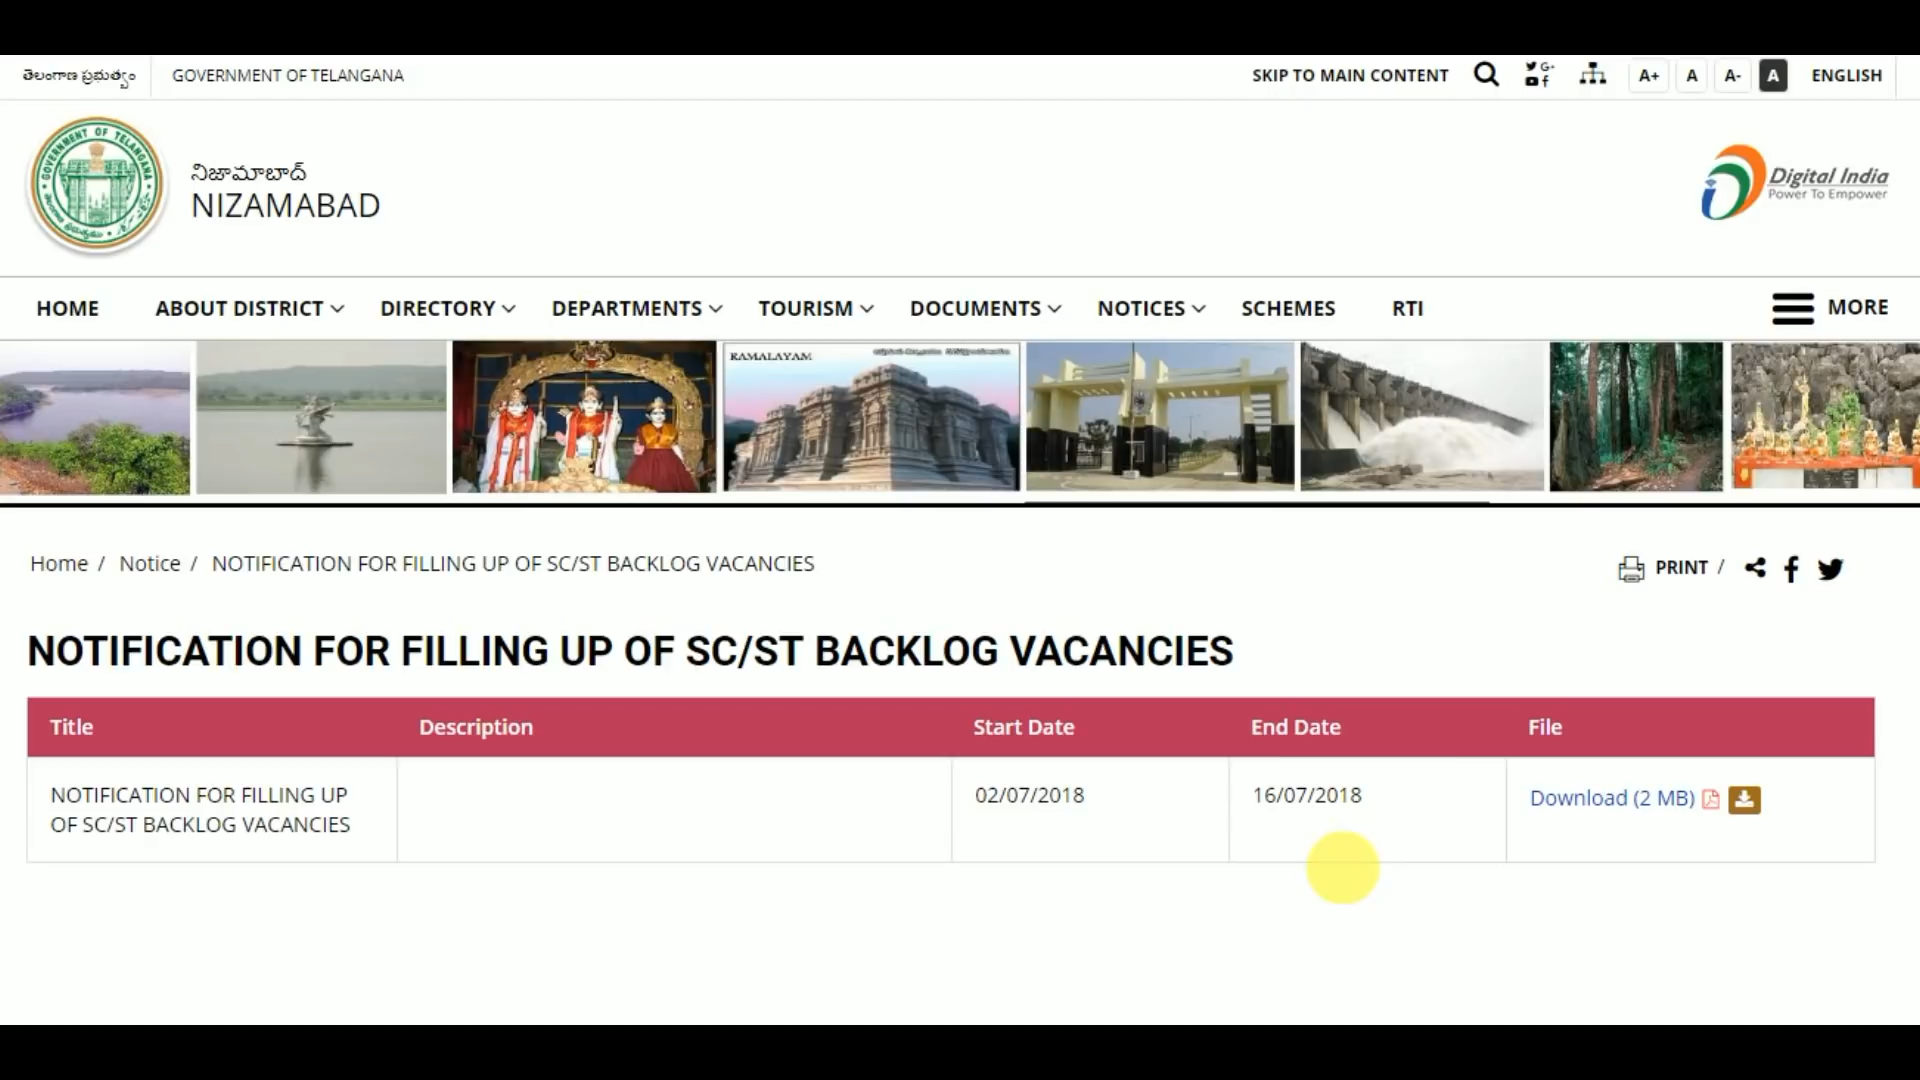 తెలంగాణ ప్రభుత్వం
GOVERNMENT OF TELANGANA
SKIP TO MAIN CONTENT
A+
A
A-
A
ENGLISH
GOVERNMENT OF TELANGANA
నిజామాబాద్
NIZAMABAD
Digital India
Power To Empower
HOME
ABOUT DISTRICT
DIRECTORY
DEPARTMENTS
TOURISM
DOCUMENTS
NOTICES
SCHEMES
RTI
MORE
RAMALAYAM
Home / Notice / NOTIFICATION FOR FILLING UP OF SC/ST BACKLOG VACANCIES
PRINT /
NOTIFICATION FOR FILLING UP OF SC/ST BACKLOG VACANCIES
Title
Description
Start Date
End Date
File
NOTIFICATION FOR FILLING UP
OF SC/ST BACKLOG VACANCIES
02/07/2018
16/07/2018
Download (2 MB)